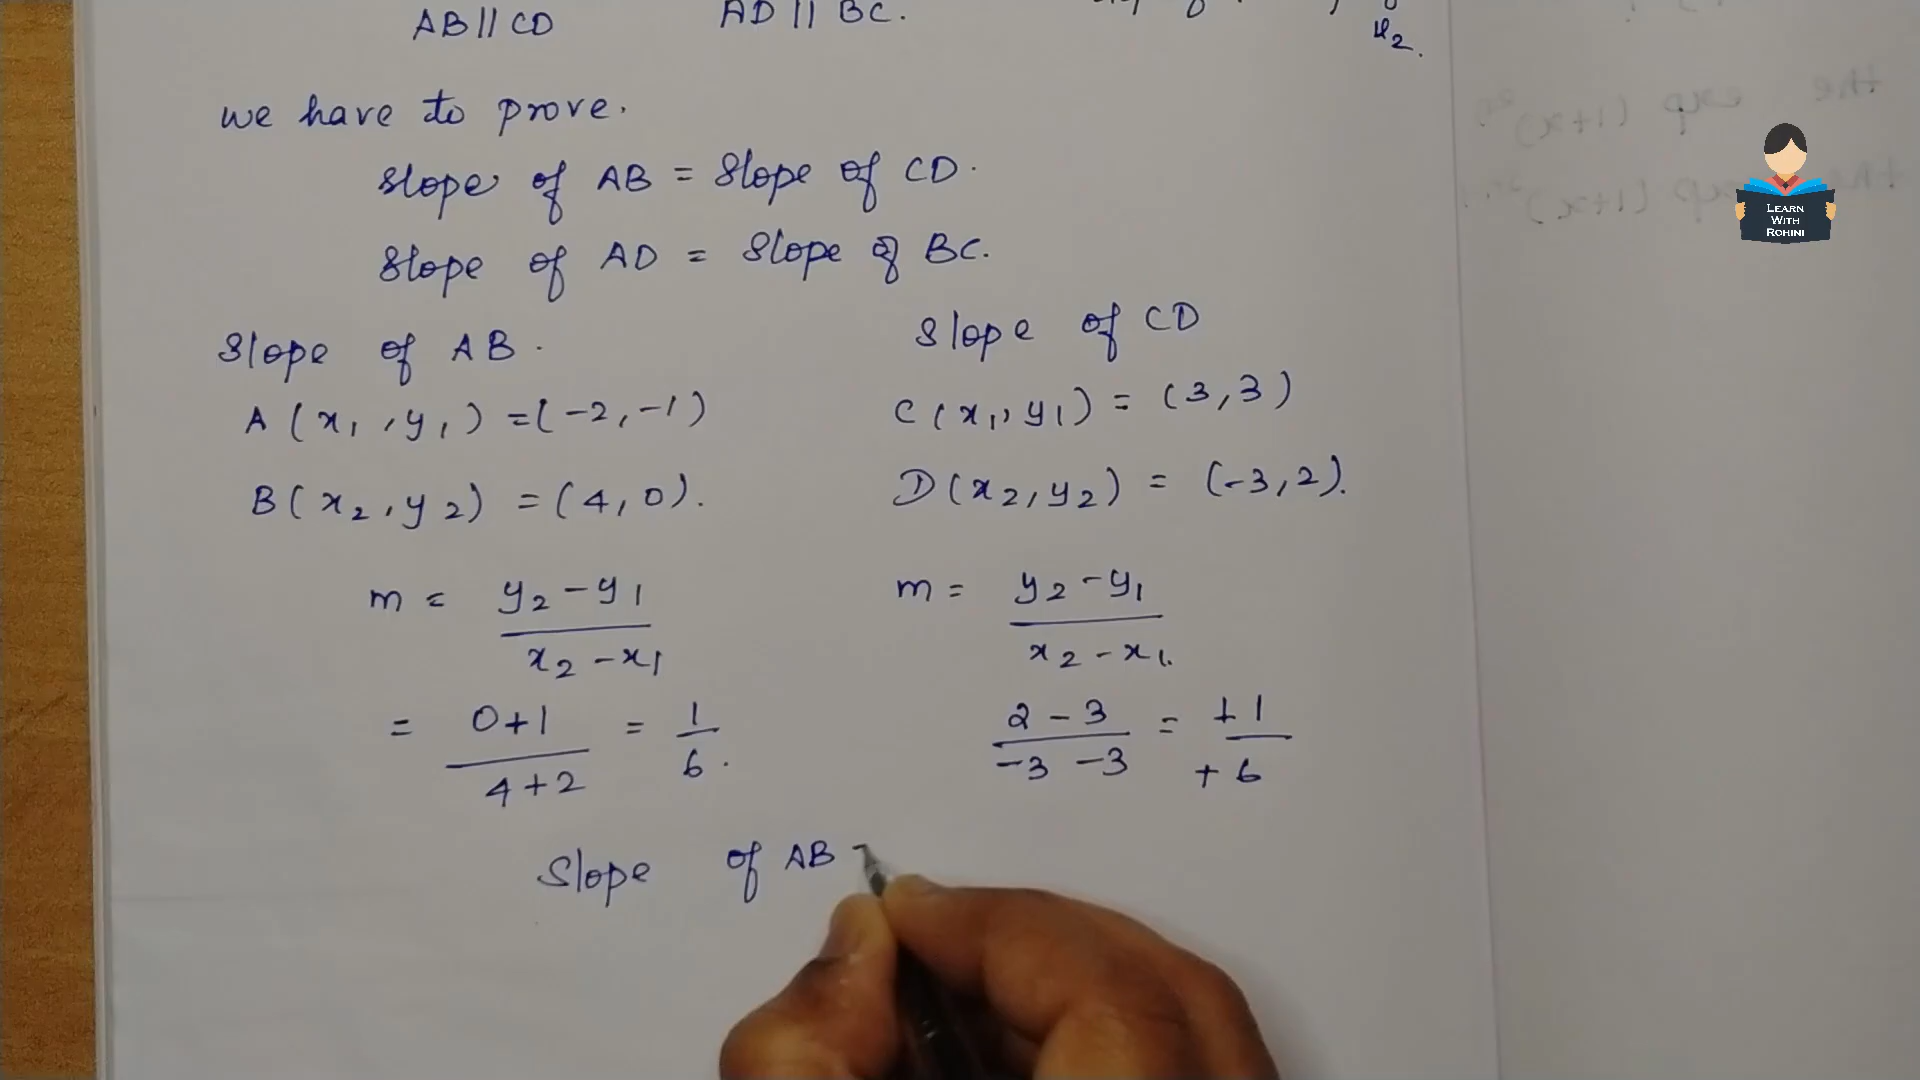 AB || CD AD || BC.
y2.
we have to prove.
Slope of AB = Slope of CD.
Slope of AD = Slope of BC.
Slope of AB.
A(x1, y1) = (-2, -1)
B(x2, y2) = (4, 0).
m = y2 - y1 / x2 - x1
= 0+1 / 4+2 = 1/6.
Slope of CD
C(x1, y1) = (3, 3)
D(x2, y2) = (-3, 2).
m = y2 - y1 / x2 - x1.
2 - 3 / -3 - 3 = +1 / +6
Slope of AB
LEARN
WITH
ROHINI